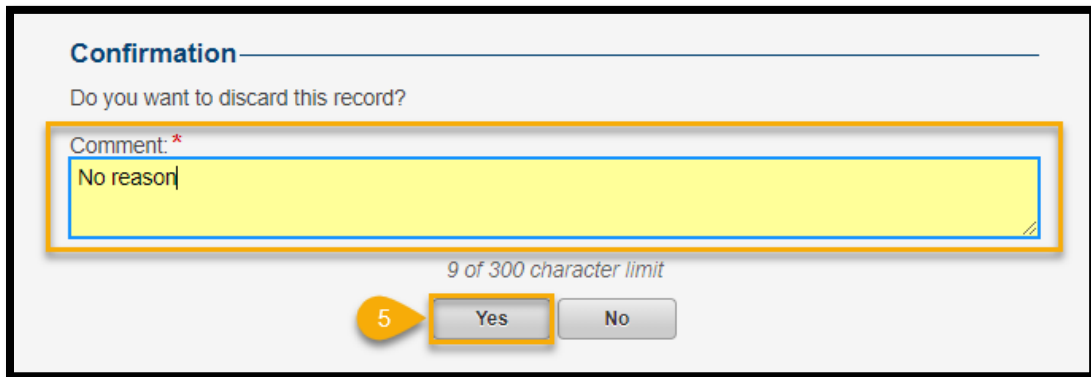 Confirmation
Do you want to discard this record?
Comment: *
No reason
9 of 300 character limit
5 Yes No